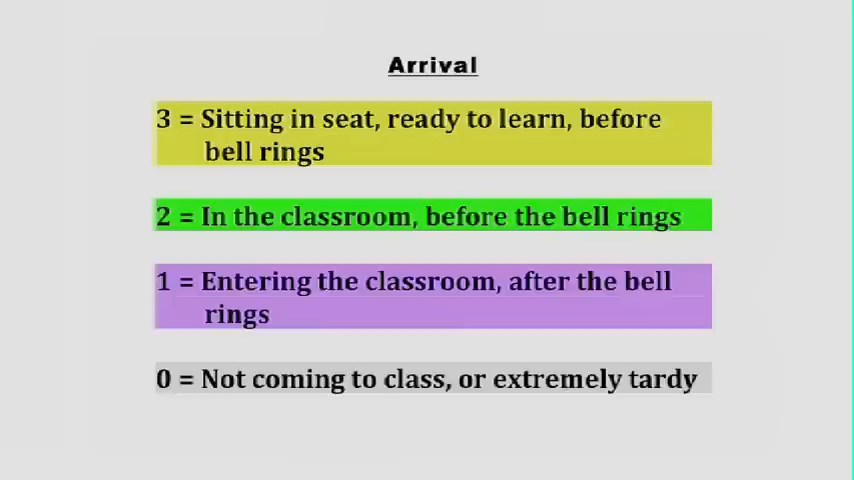 Arrival
3 = Sitting in seat, ready to learn, before
bell rings
2 = In the classroom, before the bell rings
1 = Entering the classroom, after the bell
rings
0 = Not coming to class, or extremely tardy